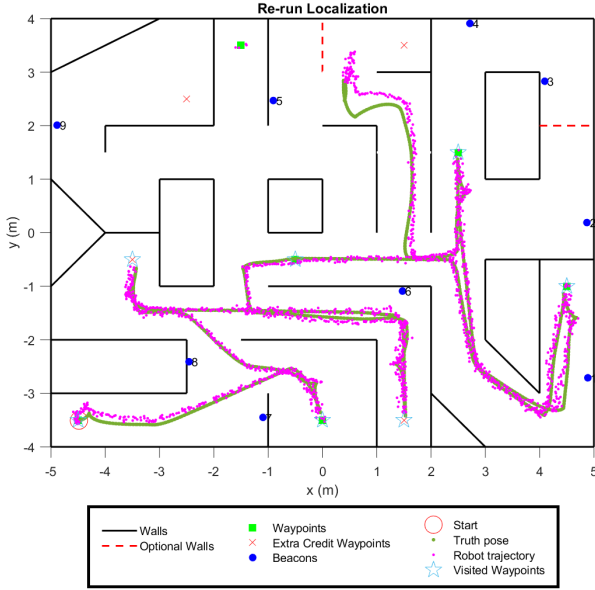 Re-run Localization
4
3
2
1
0
-1
-2
-3
-4
y (m)
-5
-4
-3
-2
-1
0
1
2
3
4
5
x (m)
4
3
5
9
2
6
8
1
7
Walls
Optional Walls
Waypoints
Extra Credit Waypoints
Beacons
Start
Truth pose
Robot trajectory
Visited Waypoints